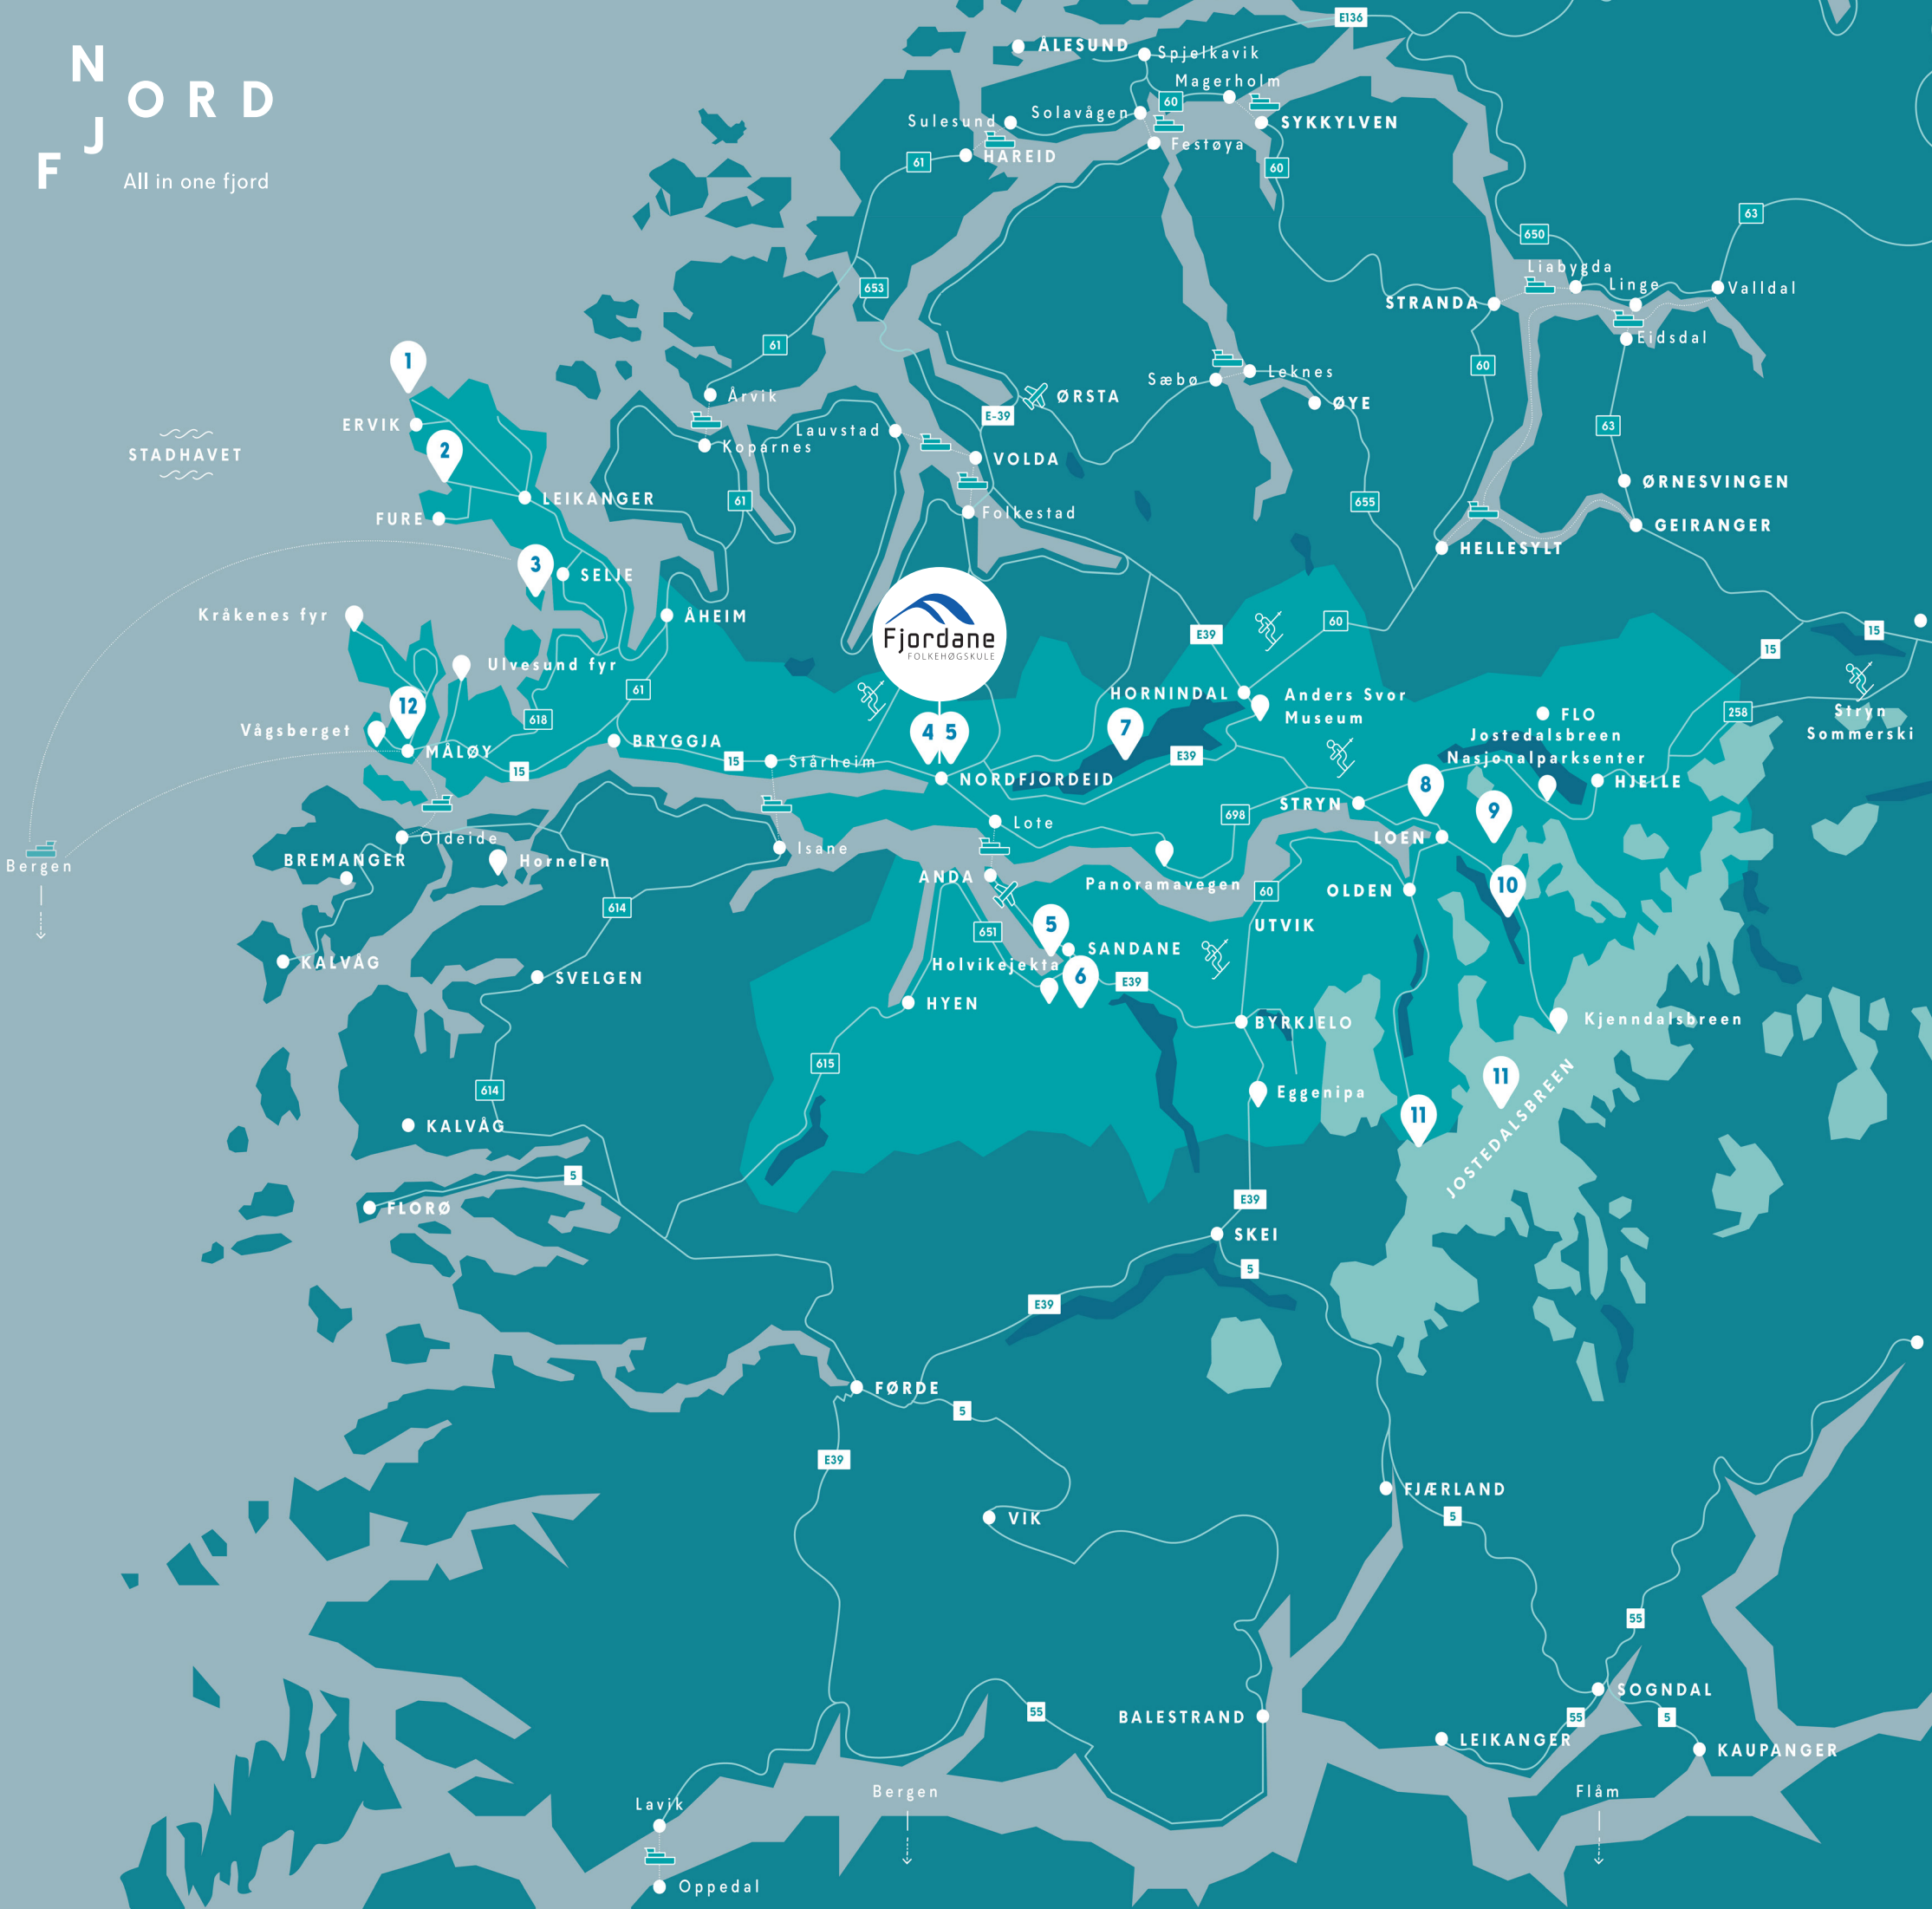 N
ORD
J
F
All in one fjord
E136
ÅLESUND
Spjelkavik
Magerholm
60
Solavågen
Sulesund
SYKKYLVEN
Festøya
HAREID
61
60
63
650
Liabygda
Linge
Valldal
653
STRANDA
Eidsdal
61
1
60
Leknes
Sæbø
Årvik
ØRSTA
ØYE
E-39
ERVIK
63
Lauvstad
2
Koparnes
STADHAVET
VOLDA
ØRNESVINGEN
LEIKANGER
61
655
Folkestad
FURE
GEIRANGER
HELLESYLT
3
SELJE
Kråkenes fyr
ÅHEIM
60
15
E39
Fjordane
FOLKEHØGSKULE
15
Ulvesund fyr
61
HORNINDAL
Anders Svor
Museum
12
618
258
Stryn
Sommerski
FLO
Jostedalsbreen
Nasjonalparksenter
Vågsberget
4
5
7
MÅLØY
BRYGGJA
15
Stårheim
E39
15
NORDFJORDEID
HJELLE
8
STRYN
9
698
Lote
Oldeide
LOEN
Isane
BREMANGER
Hornelen
Bergen
ANDA
Panoramavegen
60
OLDEN
10
614
5
UTVIK
651
SANDANE
KALVÅG
Holvikejekta
6
SVELGEN
E39
HYEN
BYRKJELO
Kjenndalsbreen
615
11
614
Eggenipa
11
JOSTEDALSBREEN
KALVÅG
5
E39
FLORØ
SKEI
5
E39
FØRDE
5
E39
FJÆRLAND
VIK
5
55
SOGNDAL
55
BALESTRAND
55
5
LEIKANGER
KAUPANGER
Bergen
Flåm
Lavik
Oppedal